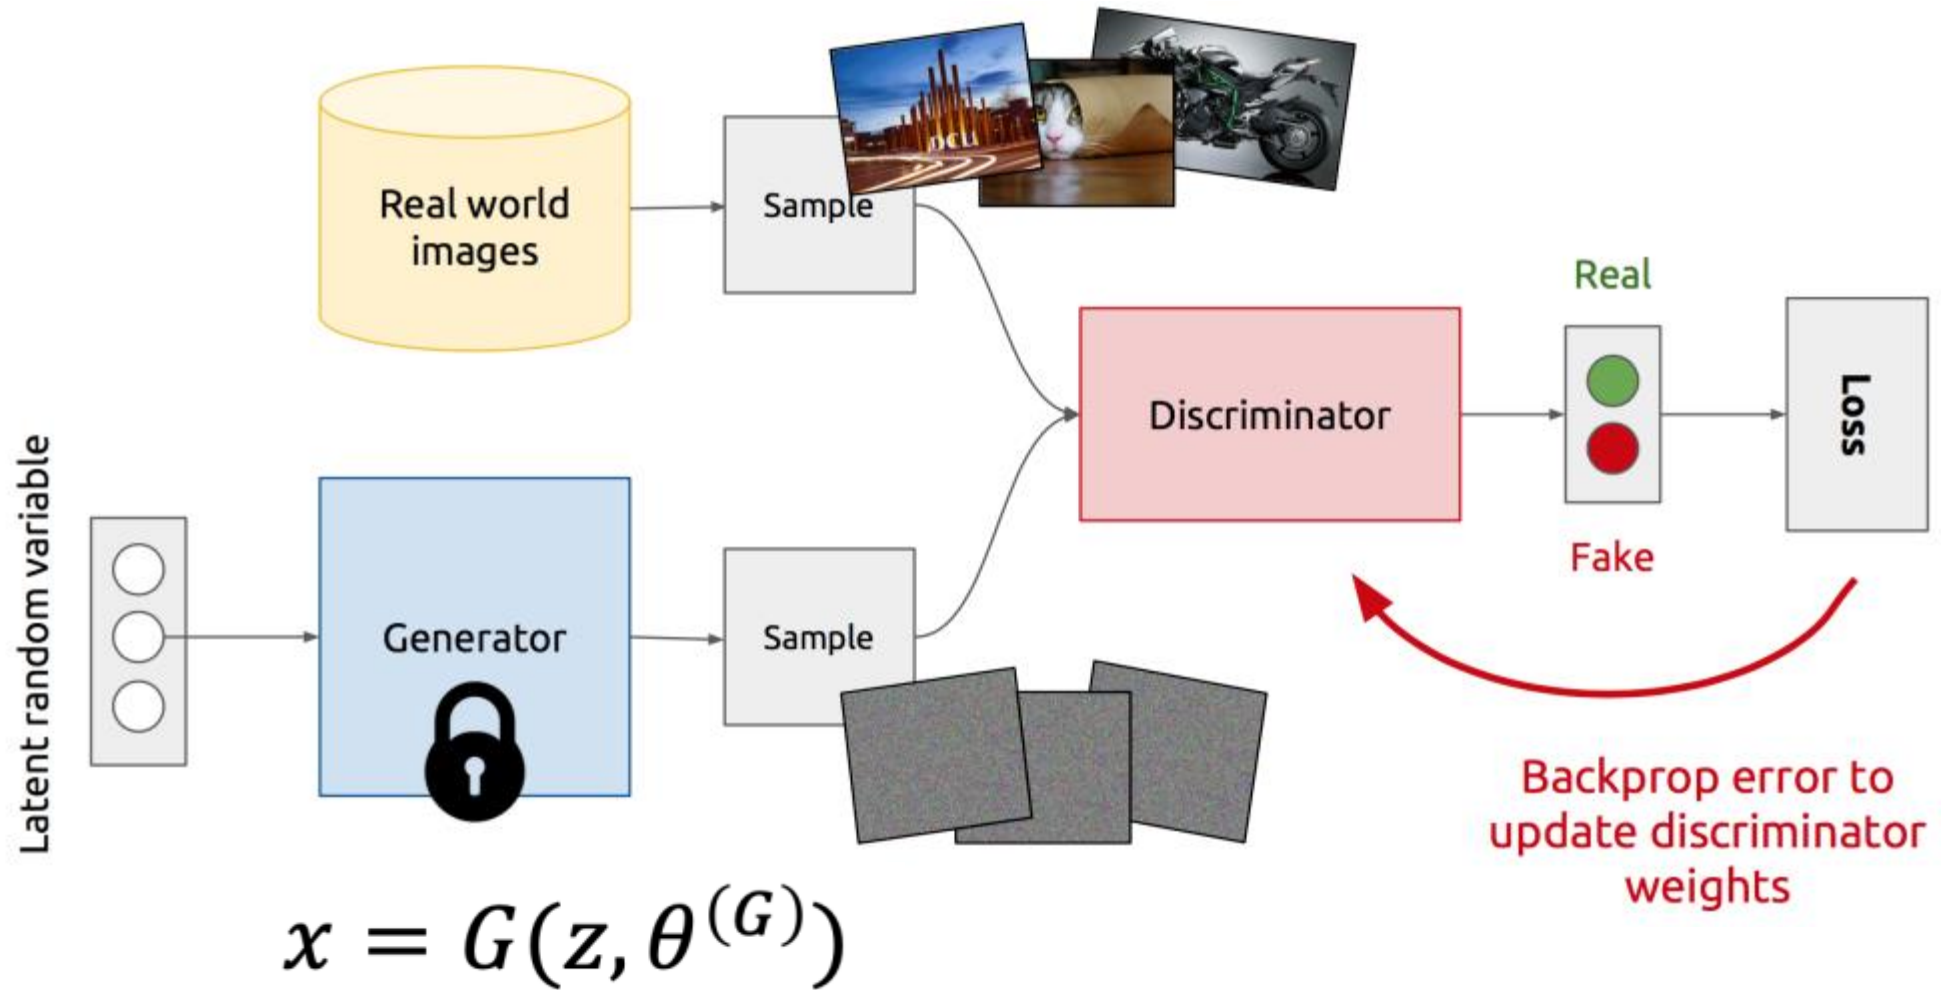 Real world
images
Sample
DCU
Real
Fake
Discriminator
Loss
Latent random variable
Generator
Sample
Backprop error to
update discriminator
weights
x = G(z, θ^(G))